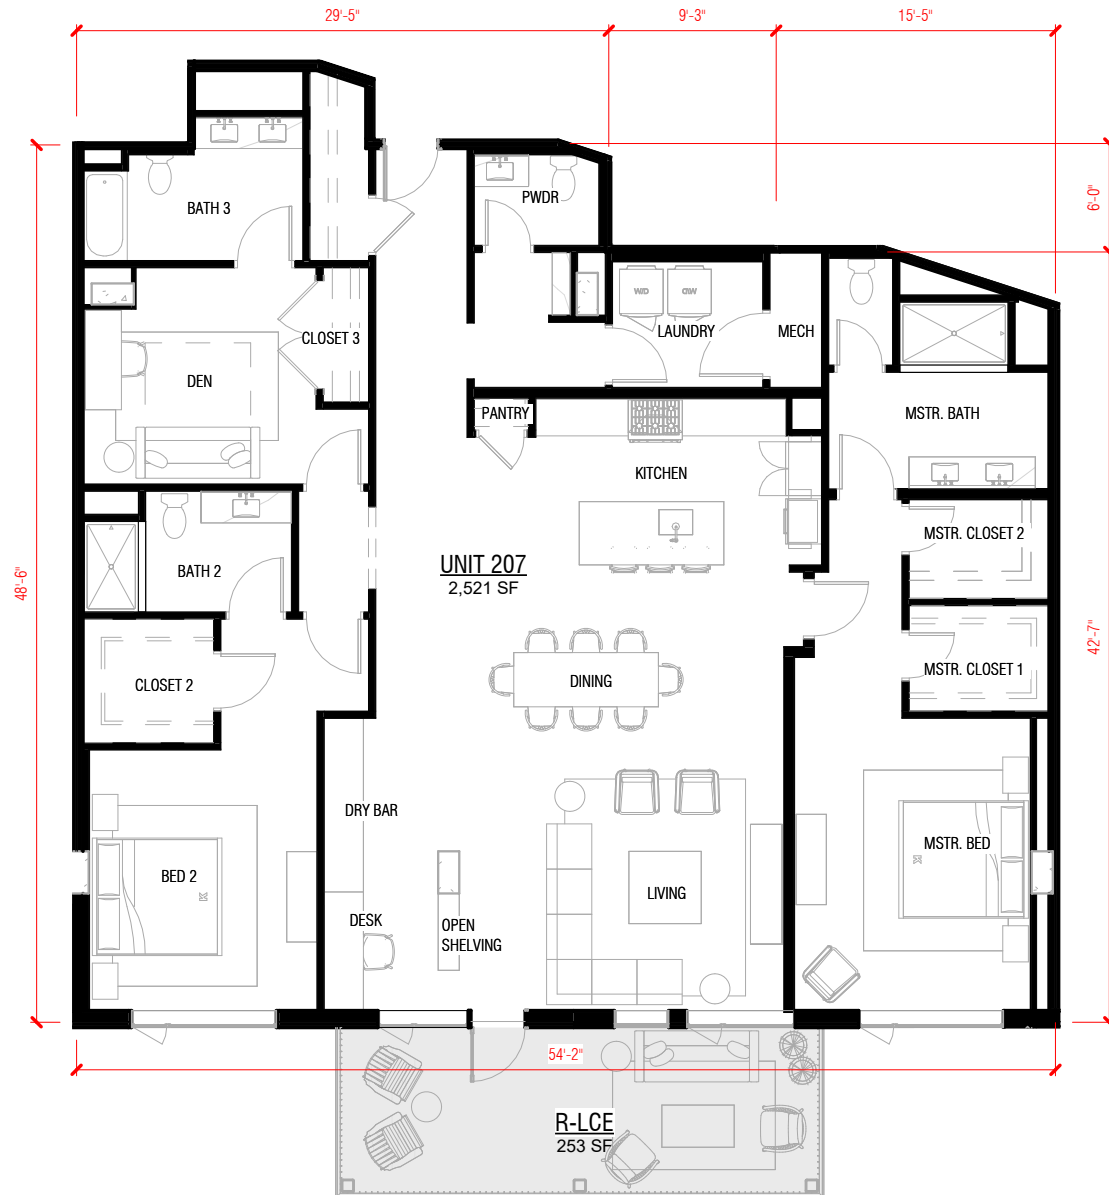 29'-5"
9'-3"
15'-5"
6'-0"
48'-6"
42'-7"
BATH 3
PWDR
W/D
W/D
LAUNDRY
MECH
CLOSET 3
DEN
PANTRY
MSTR. BATH
KITCHEN
MSTR. CLOSET 2
UNIT 207
2,521 SF
BATH 2
MSTR. CLOSET 1
CLOSET 2
DINING
DRY BAR
MSTR. BED
BED 2
LIVING
DESK
OPEN
SHELVING
54'-2"
R-LCE
253 SF